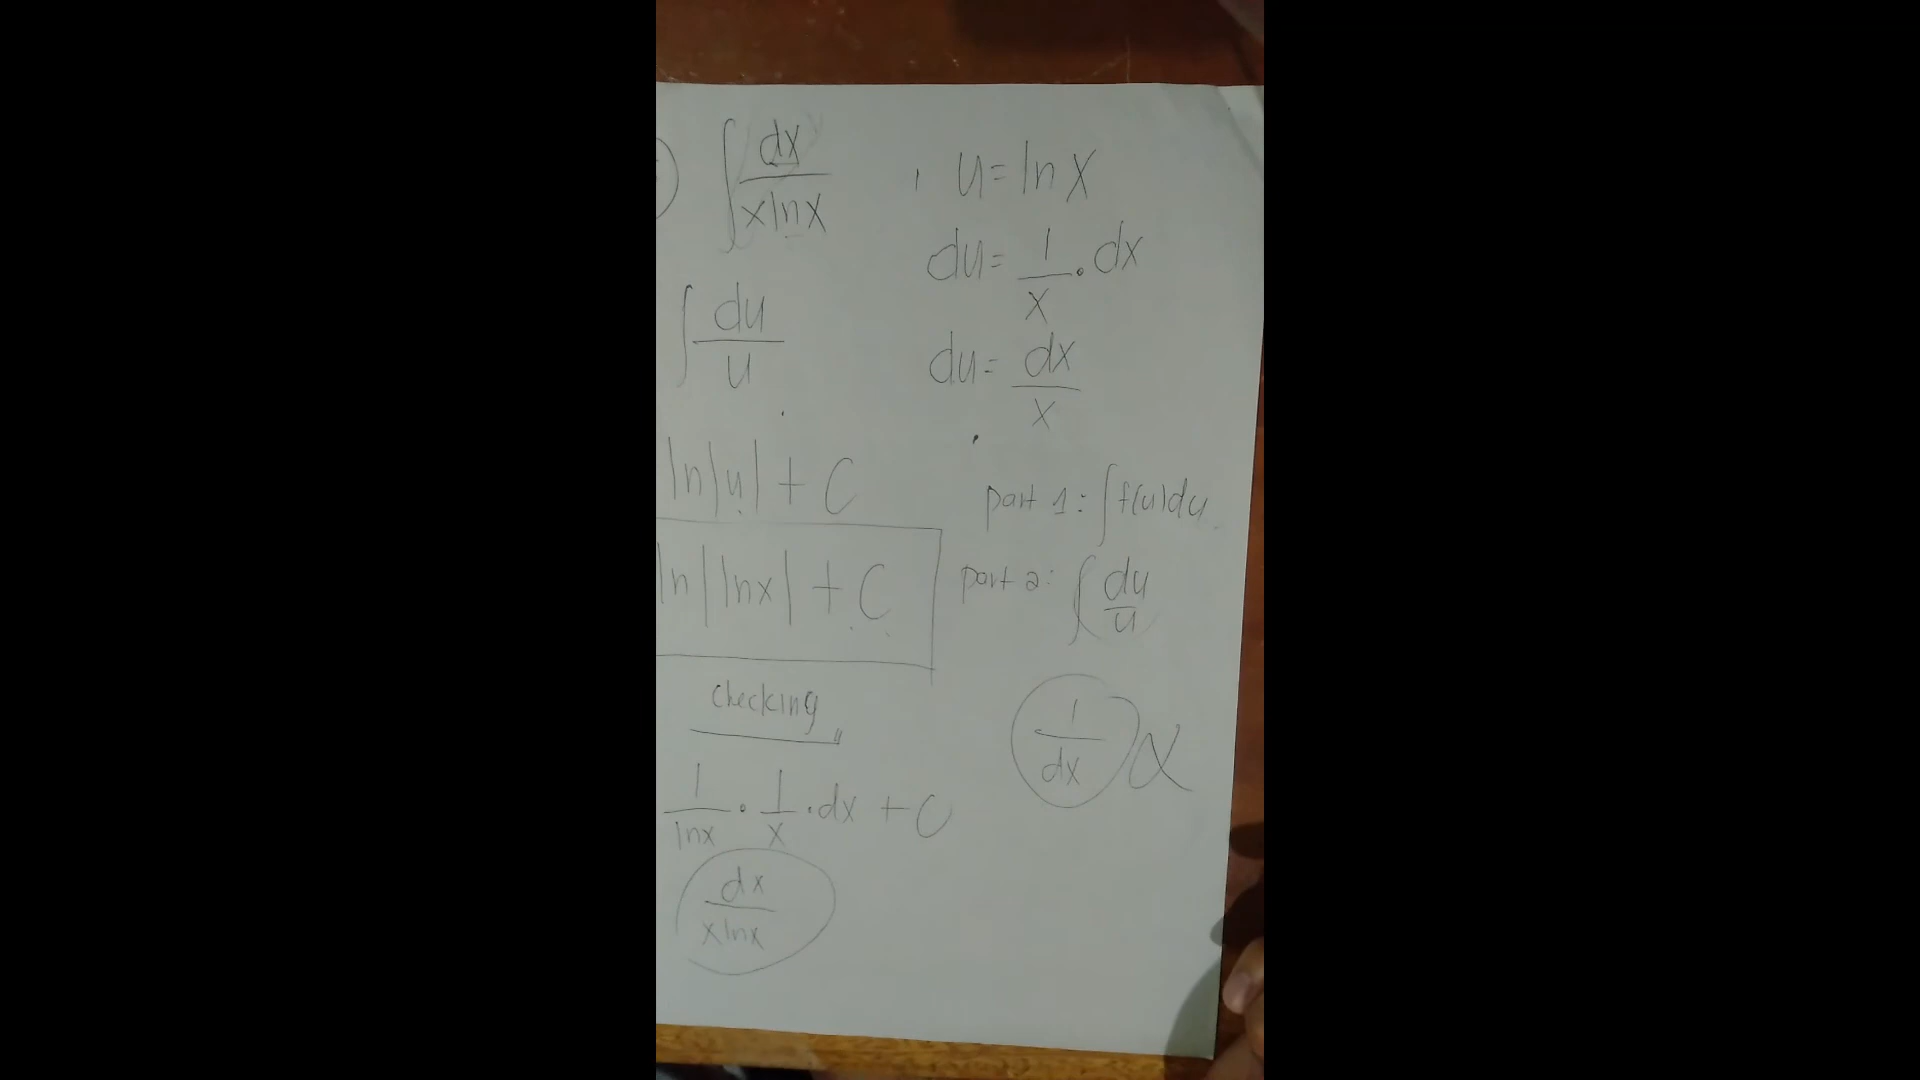 ∫ dx/(x ln x) , u = ln x
du = 1/x · dx
∫ du/u
du = dx/x
ln|u| + C
part 1: ∫ f(u) du
ln|ln x| + C
part 2: ∫ du/u
checking
1/dx
1/ln x · 1/x · dx + C
dx/(x ln x)